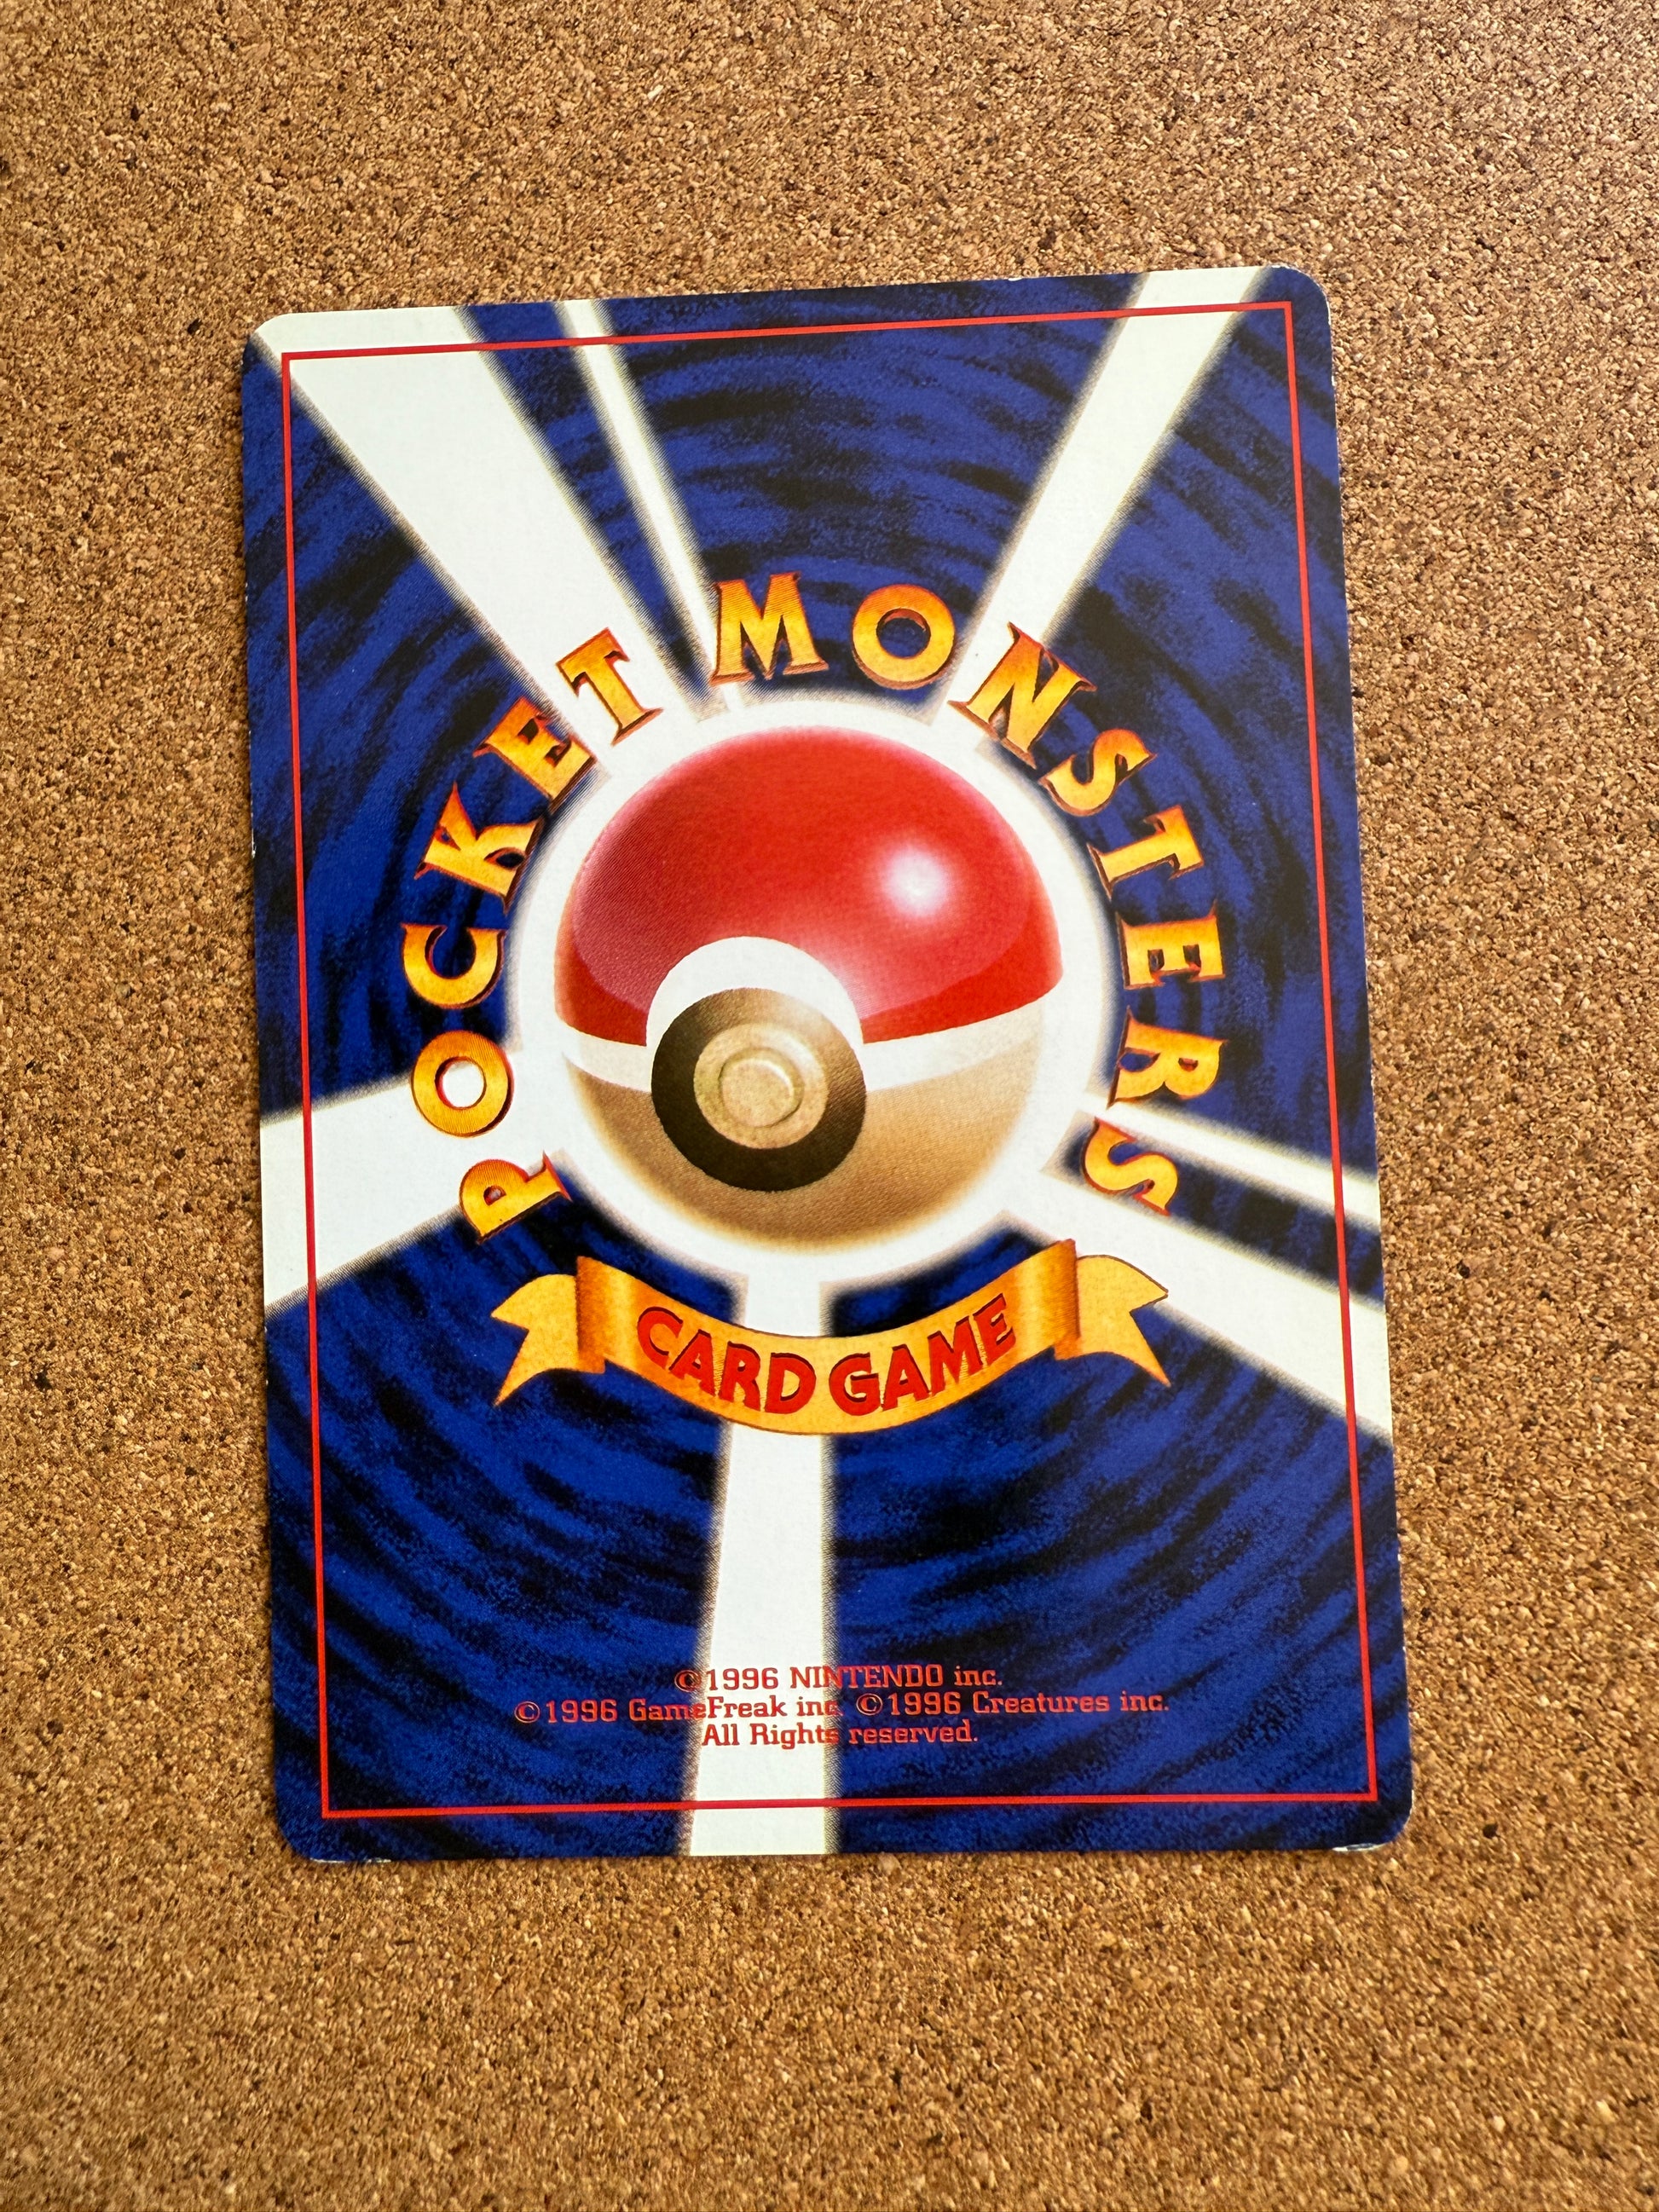 POCKET MONSTERS
CARD GAME
©1996 NINTENDO inc.
©1996 GameFreak inc. ©1996 Creatures inc.
All Rights reserved.